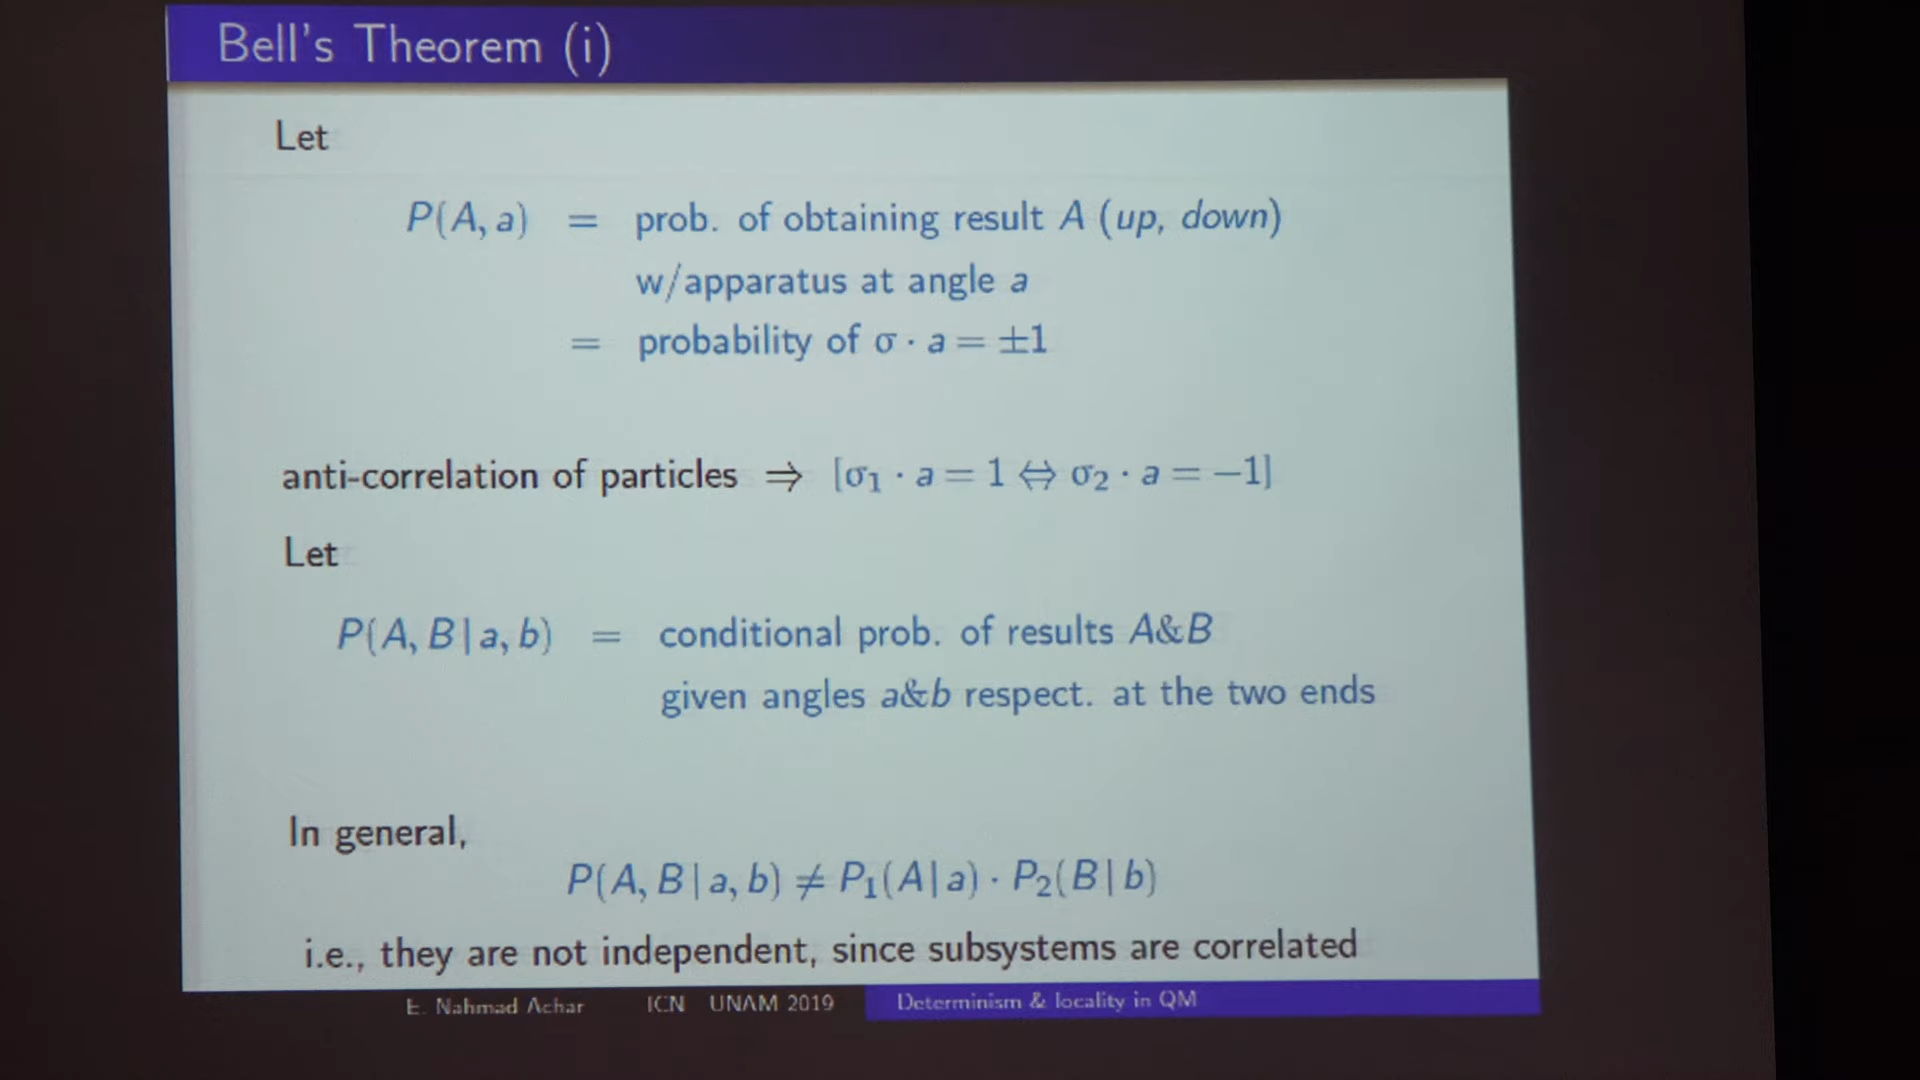 Bell's Theorem (i)
Let
P(A, a) = prob. of obtaining result A (up, down)
w/apparatus at angle a
= probability of σ · a = ±1
anti-correlation of particles ⇒ [σ₁ · a = 1 ⇔ σ₂ · a = −1]
Let
P(A, B | a, b) = conditional prob. of results A&B
given angles a&b respect. at the two ends
In general,
P(A, B | a, b) ≠ P₁(A | a) · P₂(B | b)
i.e., they are not independent, since subsystems are correlated
E. Nahmad Achar ICN UNAM 2019 Determinism & locality in QM